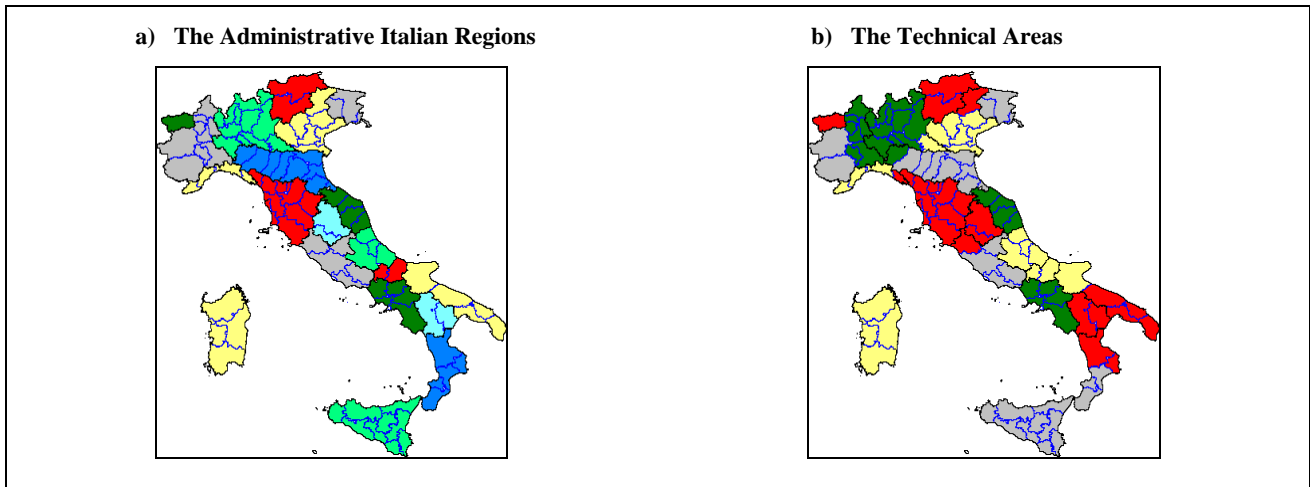 a) The Administrative Italian Regions
b) The Technical Areas